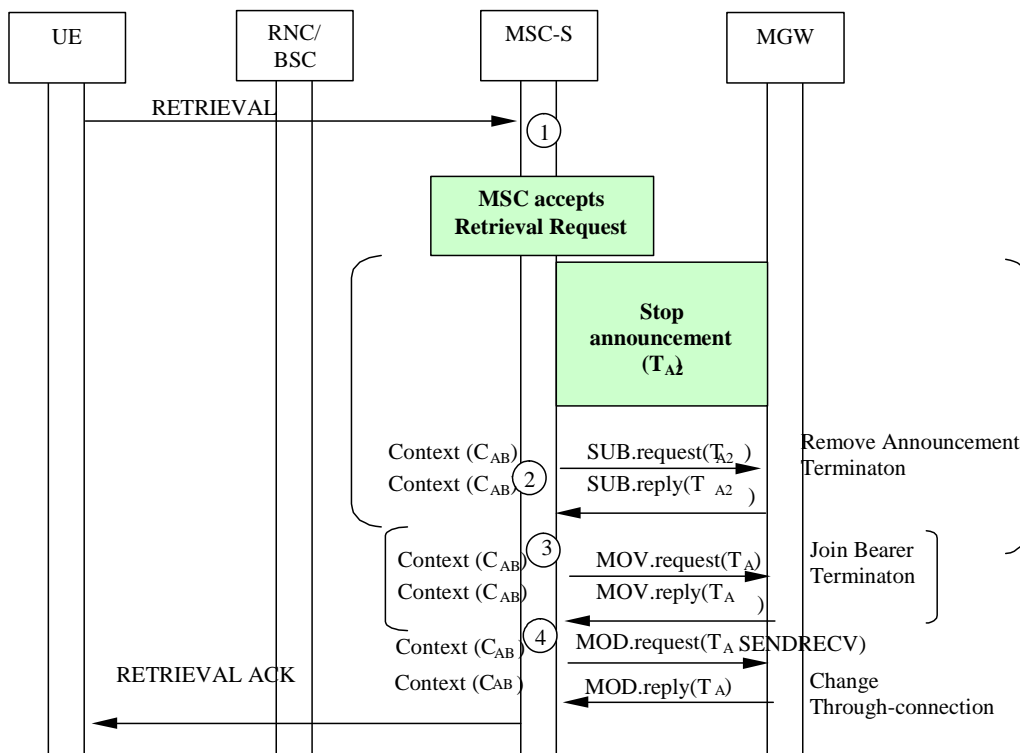 UE
RNC/
BSC
MSC-S
MGW
RETRIEVAL
1
MSC accepts
Retrieval Request
Stop
announcement
(TA2)
Context (CAB)
SUB.request(TA2)
Remove Announcement
Terminaton
2
Context (CAB)
SUB.reply(TA2)
3
Context (CAB)
MOV.request(TA)
Join Bearer
Terminaton
Context (CAB)
MOV.reply(TA)
4
Context (CAB)
MOD.request(TA SENDRECV)
RETRIEVAL ACK
Context (CAB)
MOD.reply(TA)
Change
Through-connection